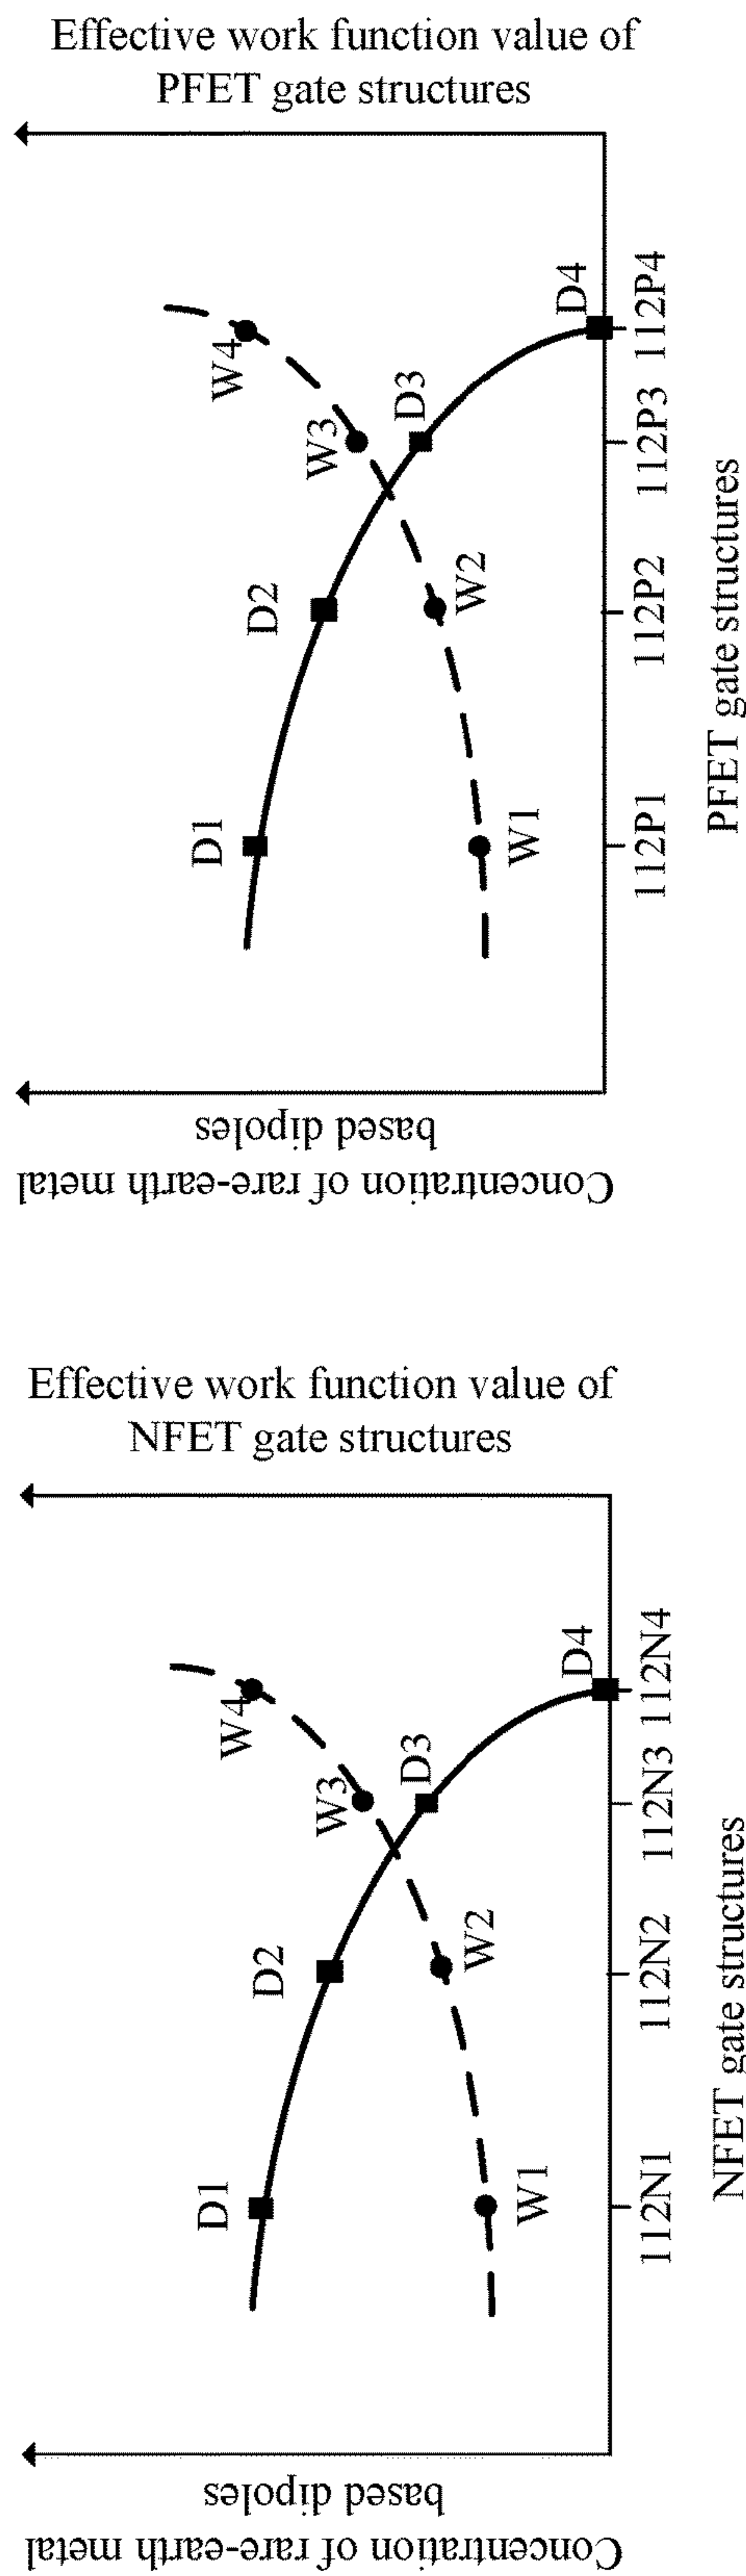 Effective work function value of
PFET gate structures
W4
D4
W3
D3
D2
W2
D1
W1
112P1
112P2
112P3
112P4
PFET gate structures
Concentration of rare-earth metal
based dipoles
Effective work function value of
NFET gate structures
W4
D4
W3
D3
D2
W2
D1
W1
112N1
112N2
112N3
112N4
NFET gate structures
Concentration of rare-earth metal
based dipoles